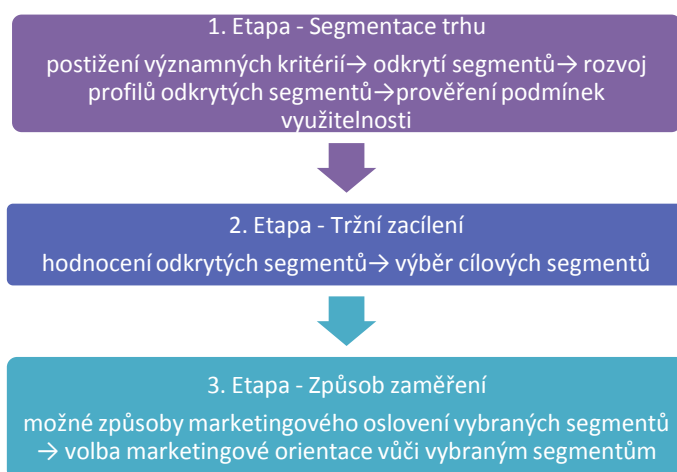 1. Etapa - Segmentace trhu
postižení významných kritérií→ odkrytí segmentů→ rozvoj
profilů odkrytých segmentů→prověření podmínek
využitelnosti
2. Etapa - Tržní zacílení
hodnocení odkrytých segmentů→ výběr cílových segmentů
3. Etapa - Způsob zaměření
možné způsoby marketingového oslovení vybraných segmentů
→ volba marketingové orientace vůči vybraným segmentům